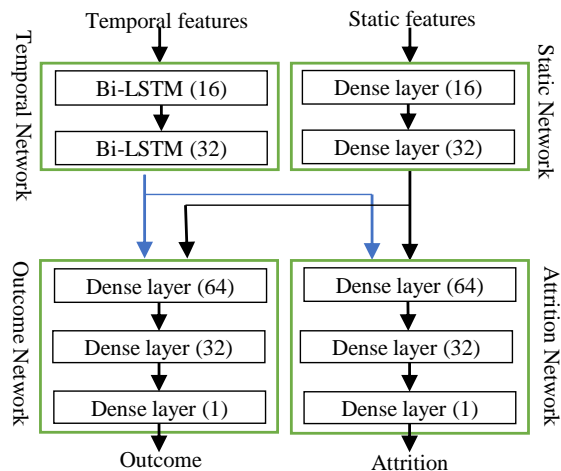 Temporal features
Static features
Temporal Network
Bi-LSTM (16)
Bi-LSTM (32)
Dense layer (16)
Dense layer (32)
Static Network
Outcome Network
Dense layer (64)
Dense layer (32)
Dense layer (1)
Dense layer (64)
Dense layer (32)
Dense layer (1)
Attrition Network
Outcome
Attrition